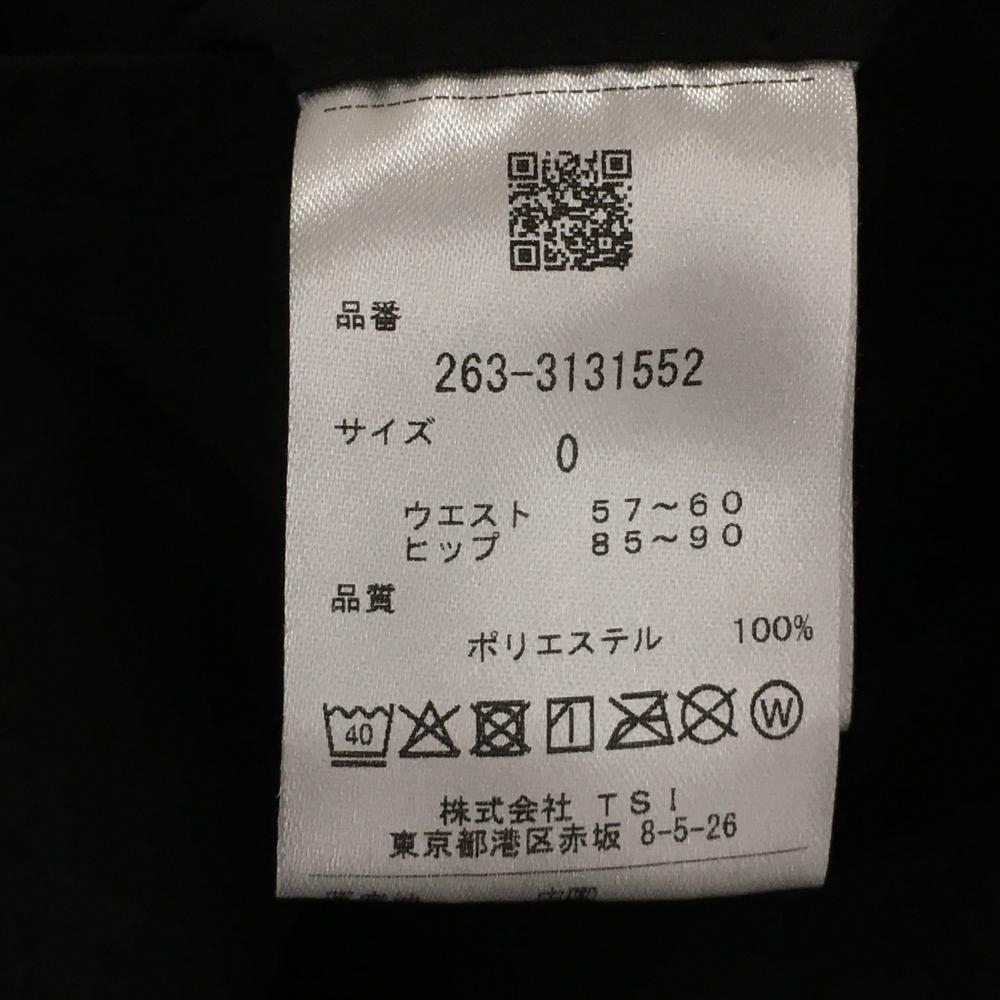 品番
263-3131552
サイズ
0
ウエスト 57~60
ヒップ 85~90
品質
ポリエステル 100%
40 W
株式会社 TSI
東京都港区赤坂 8-5-26